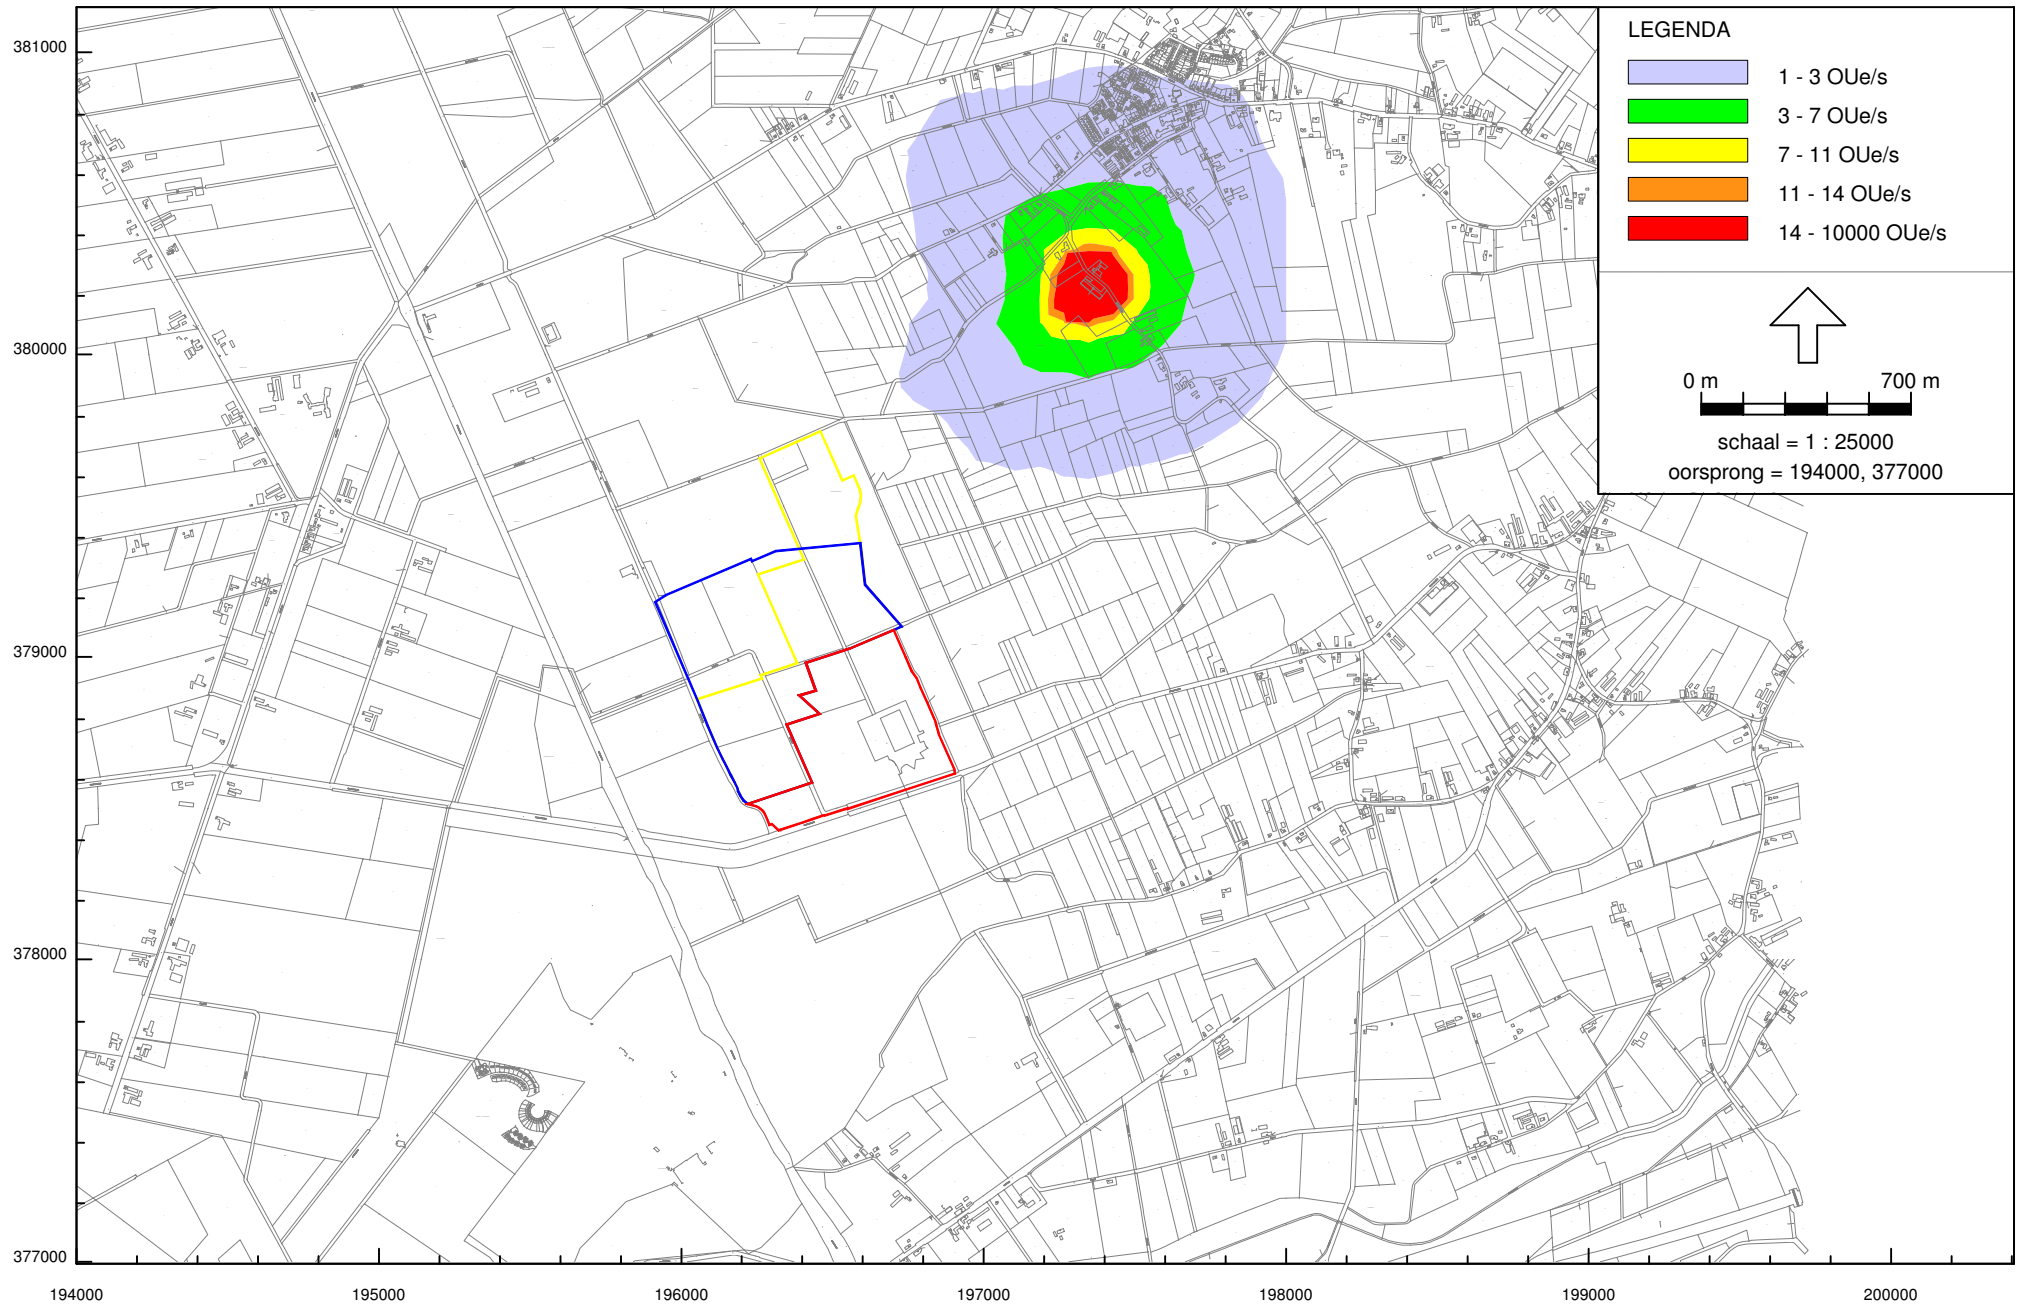 LEGENDA
1 - 3 OUe/s
3 - 7 OUe/s
7 - 11 OUe/s
11 - 14 OUe/s
14 - 10000 OUe/s
0 m 700 m
schaal = 1 : 25000
oorsprong = 194000, 377000
381000
380000
379000
378000
377000
194000 195000 196000 197000 198000 199000 200000